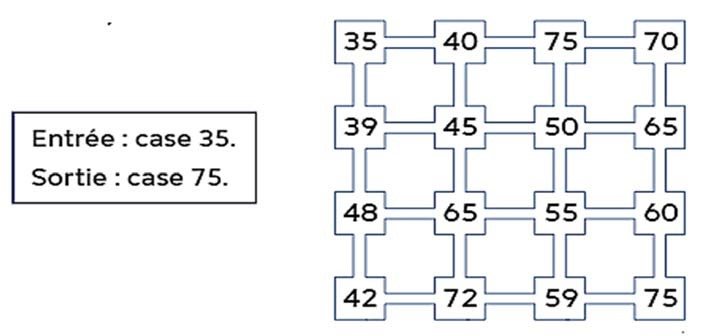 Entrée : case 35.
Sortie : case 75.
35 40 75 70
39 45 50 65
48 65 55 60
42 72 59 75